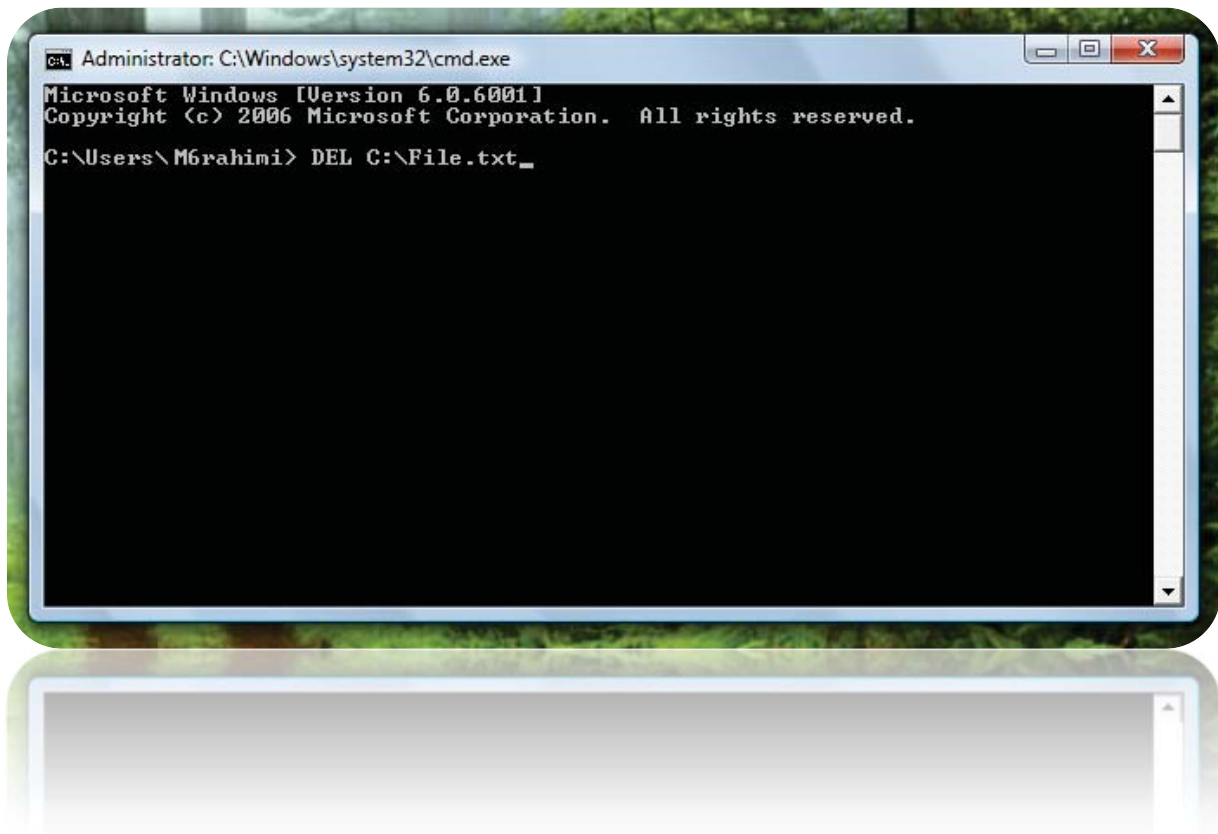 Administrator: C:\Windows\system32\cmd.exe
Microsoft Windows [Version 6.0.6001]
Copyright (c) 2006 Microsoft Corporation.  All rights reserved.
C:\Users\M6rahimi> DEL C:\File.txt_